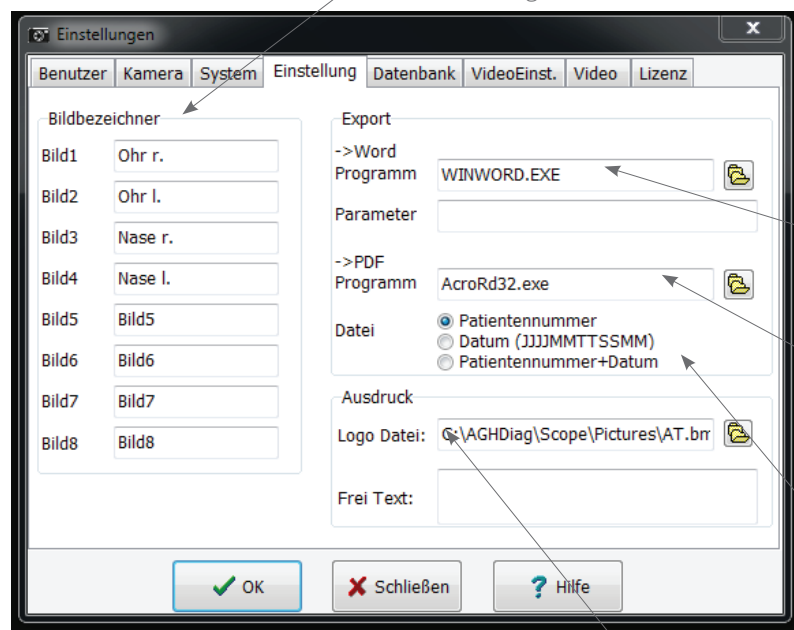 Einstellungen
Benutzer Kamera System Einstellung Datenbank VideoEinst. Video Lizenz
Bildbezeichner
Bild1 Ohr r.
Bild2 Ohr l.
Bild3 Nase r.
Bild4 Nase l.
Bild5 Bild5
Bild6 Bild6
Bild7 Bild7
Bild8 Bild8
Export
->Word
Programm WINWORD.EXE
Parameter
->PDF
Programm AcroRd32.exe
Datei
Patientennummer
Datum (JJJJMMTTSSMM)
Patientennummer+Datum
Ausdruck
Logo Datei: C:\AGHDiag\Scope\Pictures\AT.bm
Frei Text:
OK Schließen Hilfe